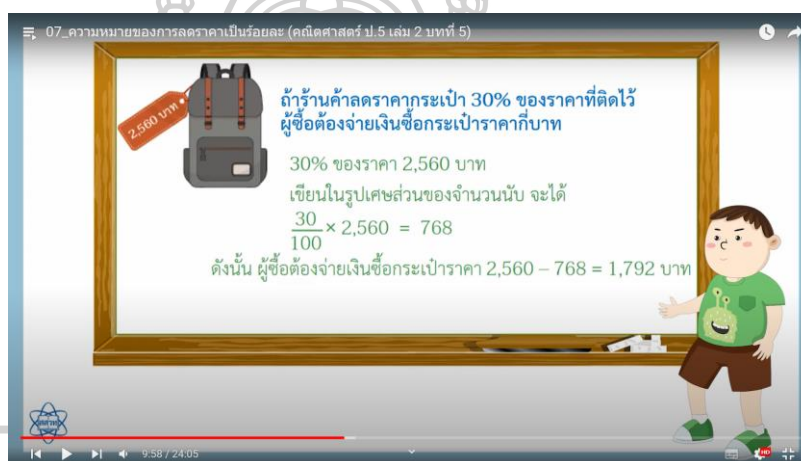 07_ความหมายของการลดราคาเป็นร้อยละ (คณิตศาสตร์ ป.5 เล่ม 2 บทที่ 5)
2,560 บาท
ถ้าร้านค้าลดราคากระเป๋า 30% ของราคาที่ติดไว้
ผู้ซื้อต้องจ่ายเงินซื้อกระเป๋าราคากี่บาท
30% ของราคา 2,560 บาท
เขียนในรูปเศษส่วนของจำนวนนับ จะได้
30/100 × 2,560 = 768
ดังนั้น ผู้ซื้อต้องจ่ายเงินซื้อกระเป๋าราคา 2,560 – 768 = 1,792 บาท
9:58 / 24:05
HD